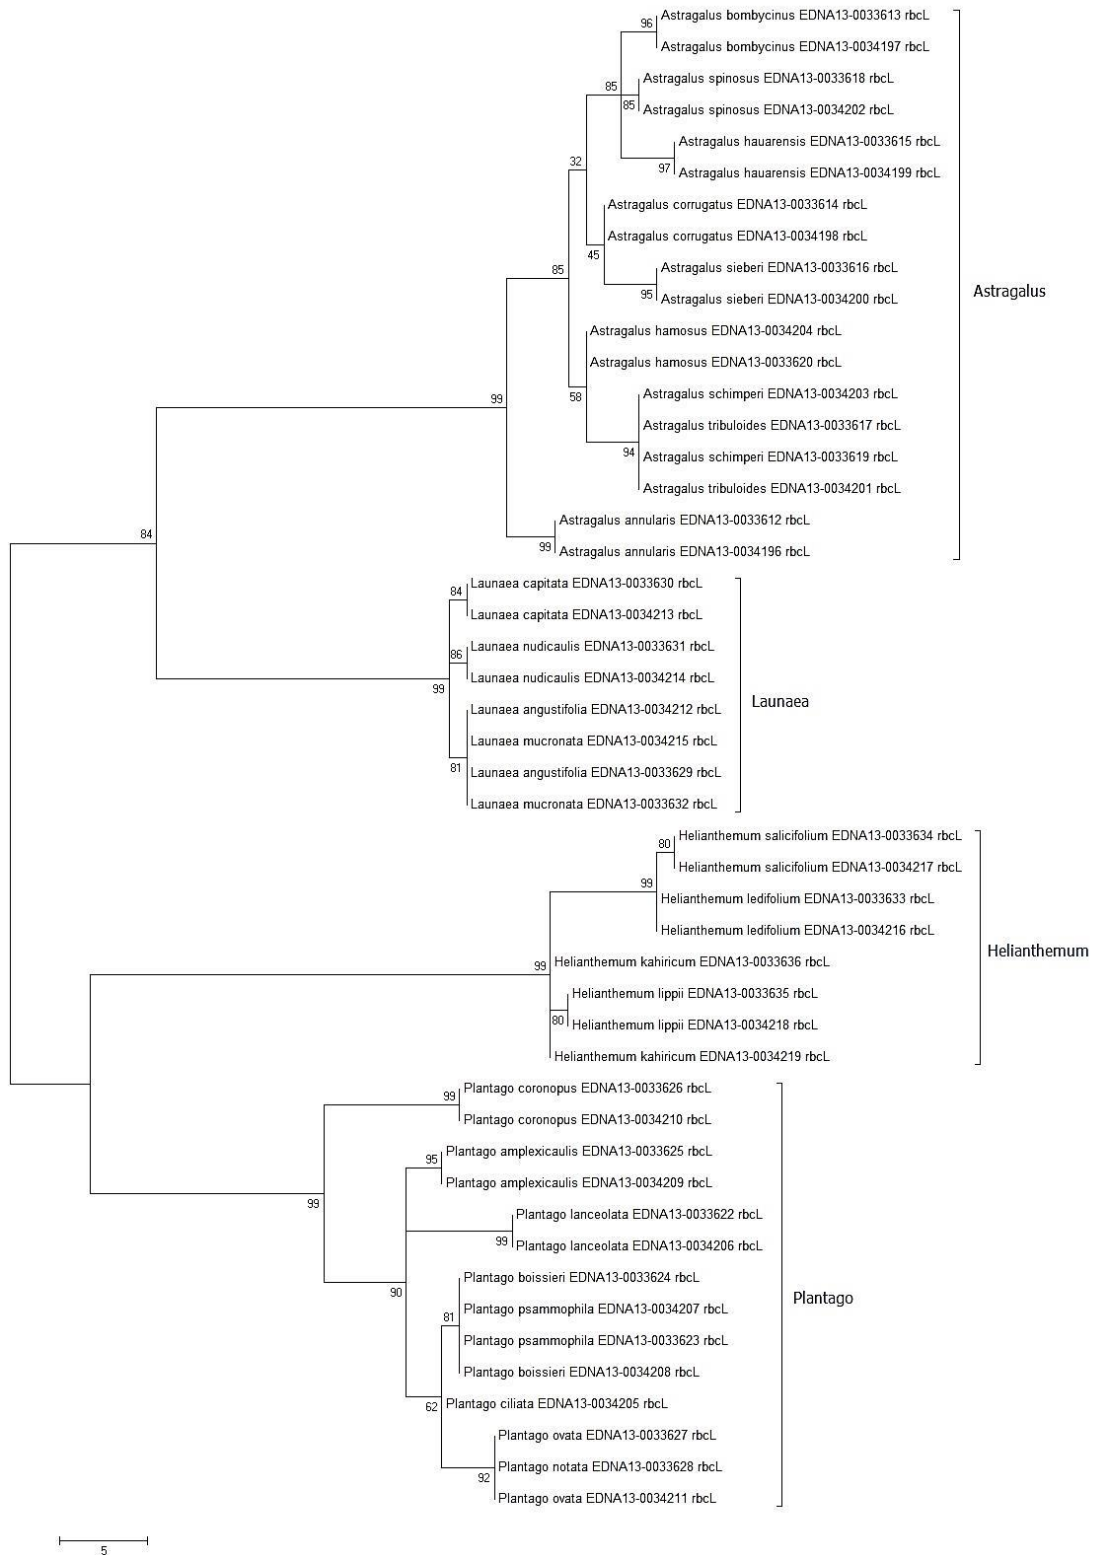 Astragalus bombycinus EDNA13-0033613 rbcL
96
Astragalus bombycinus EDNA13-0034197 rbcL
Astragalus spinosus EDNA13-0033618 rbcL
85
85
Astragalus spinosus EDNA13-0034202 rbcL
Astragalus hauarensis EDNA13-0033615 rbcL
32
97
Astragalus hauarensis EDNA13-0034199 rbcL
Astragalus corrugatus EDNA13-0033614 rbcL
Astragalus corrugatus EDNA13-0034198 rbcL
45
Astragalus sieberi EDNA13-0033616 rbcL
85
95
Astragalus sieberi EDNA13-0034200 rbcL
Astragalus
Astragalus hamosus EDNA13-0034204 rbcL
Astragalus hamosus EDNA13-0033620 rbcL
58
Astragalus schimperi EDNA13-0034203 rbcL
99
Astragalus tribuloides EDNA13-0033617 rbcL
94
Astragalus schimperi EDNA13-0033619 rbcL
Astragalus tribuloides EDNA13-0034201 rbcL
Astragalus annularis EDNA13-0033612 rbcL
84
99
Astragalus annularis EDNA13-0034196 rbcL
Launaea capitata EDNA13-0033630 rbcL
84
Launaea capitata EDNA13-0034213 rbcL
Launaea nudicaulis EDNA13-0033631 rbcL
86
Launaea nudicaulis EDNA13-0034214 rbcL
99
Launaea
Launaea angustifolia EDNA13-0034212 rbcL
Launaea mucronata EDNA13-0034215 rbcL
81
Launaea angustifolia EDNA13-0033629 rbcL
Launaea mucronata EDNA13-0033632 rbcL
Helianthemum salicifolium EDNA13-0033634 rbcL
80
Helianthemum salicifolium EDNA13-0034217 rbcL
99
Helianthemum ledifolium EDNA13-0033633 rbcL
Helianthemum ledifolium EDNA13-0034216 rbcL
Helianthemum
99
Helianthemum kahiricum EDNA13-0033636 rbcL
Helianthemum lippii EDNA13-0033635 rbcL
80
Helianthemum lippii EDNA13-0034218 rbcL
Helianthemum kahiricum EDNA13-0034219 rbcL
Plantago coronopus EDNA13-0033626 rbcL
99
Plantago coronopus EDNA13-0034210 rbcL
Plantago amplexicaulis EDNA13-0033625 rbcL
95
Plantago amplexicaulis EDNA13-0034209 rbcL
99
Plantago lanceolata EDNA13-0033622 rbcL
99
Plantago lanceolata EDNA13-0034206 rbcL
Plantago boissieri EDNA13-0033624 rbcL
90
Plantago
Plantago psammophila EDNA13-0034207 rbcL
81
Plantago psammophila EDNA13-0033623 rbcL
Plantago boissieri EDNA13-0034208 rbcL
62
Plantago ciliata EDNA13-0034205 rbcL
Plantago ovata EDNA13-0033627 rbcL
92
Plantago notata EDNA13-0033628 rbcL
Plantago ovata EDNA13-0034211 rbcL
5